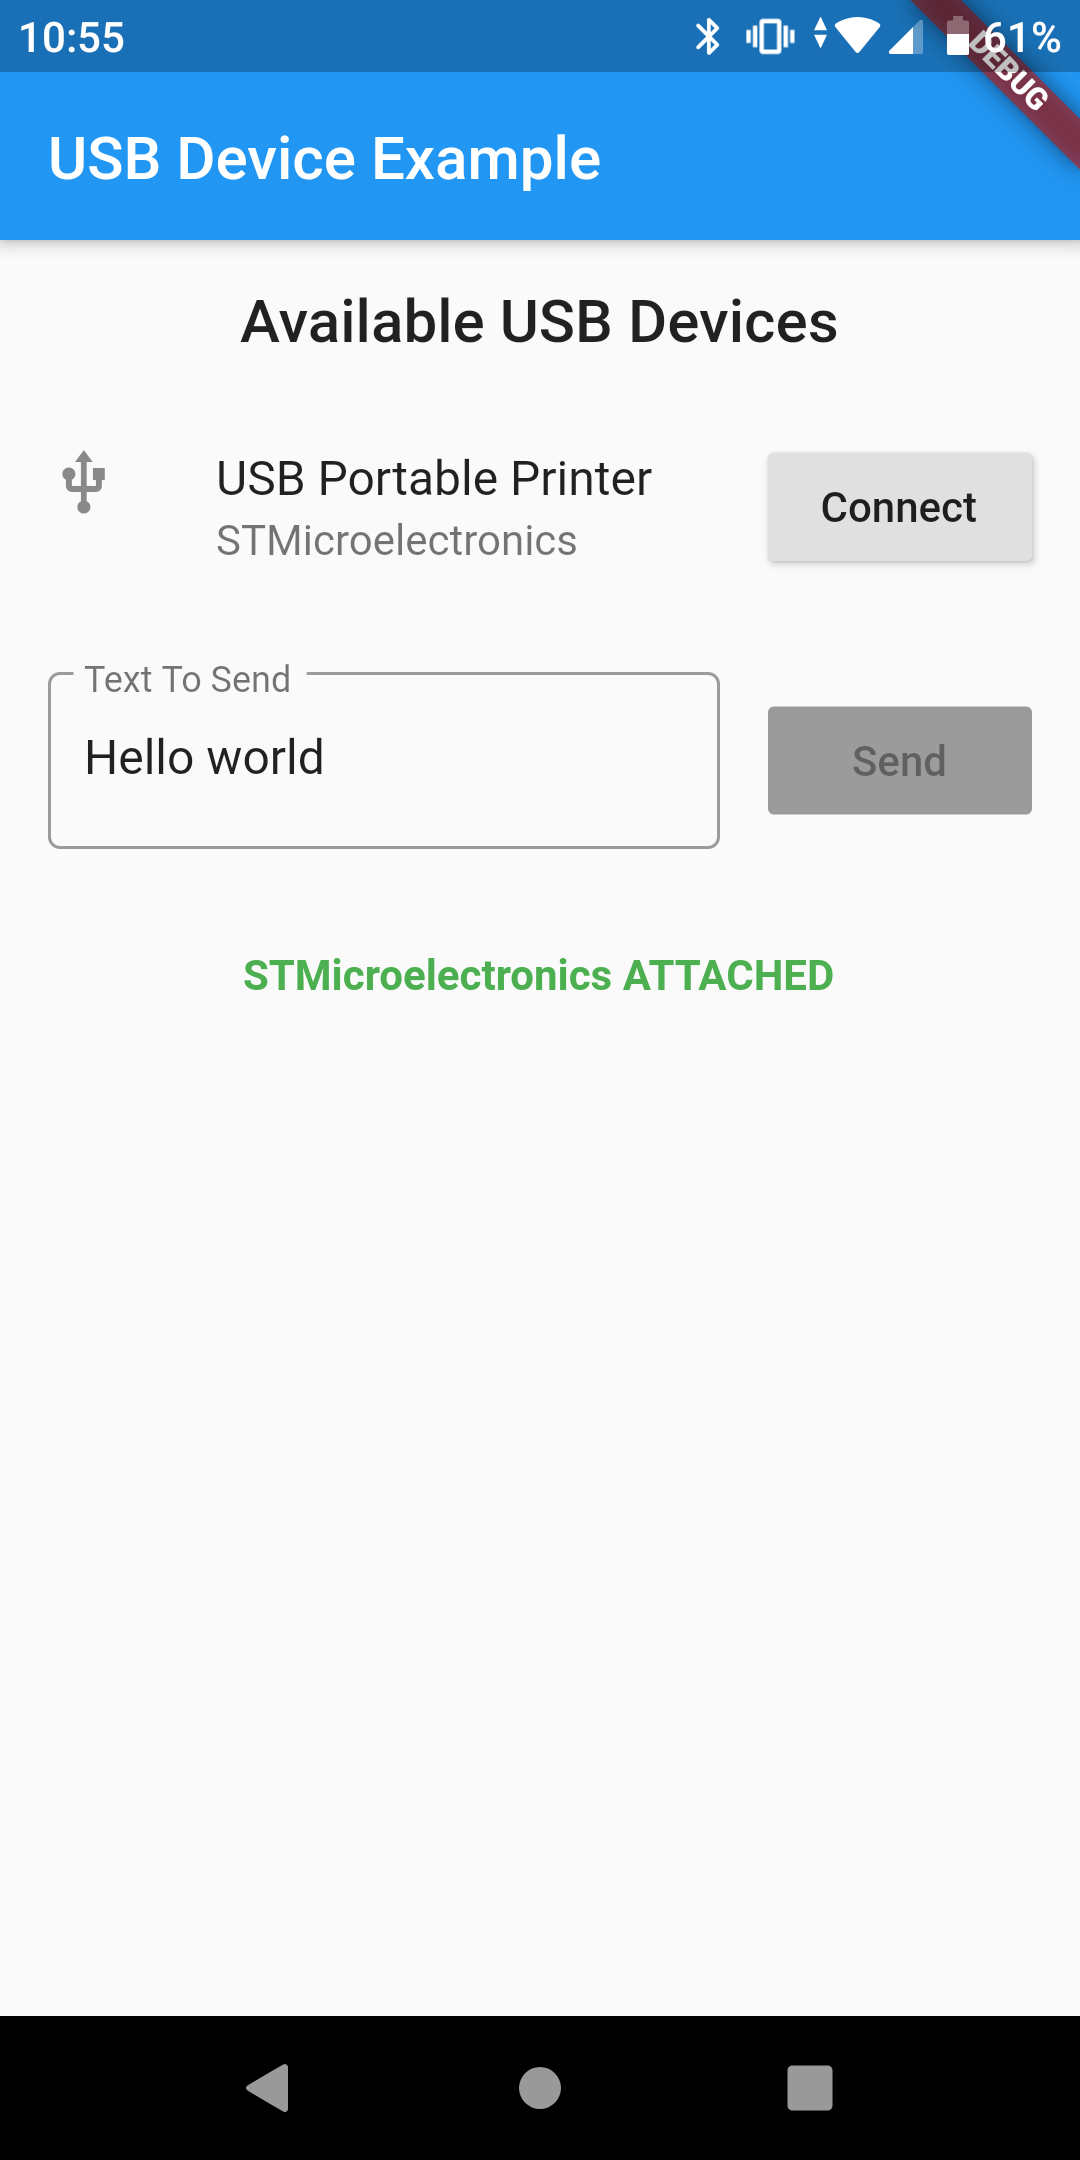 10:55
61%
DEBUG
USB Device Example
Available USB Devices
USB Portable Printer
STMicroelectronics
Connect
Text To Send
Hello world
Send
STMicroelectronics ATTACHED